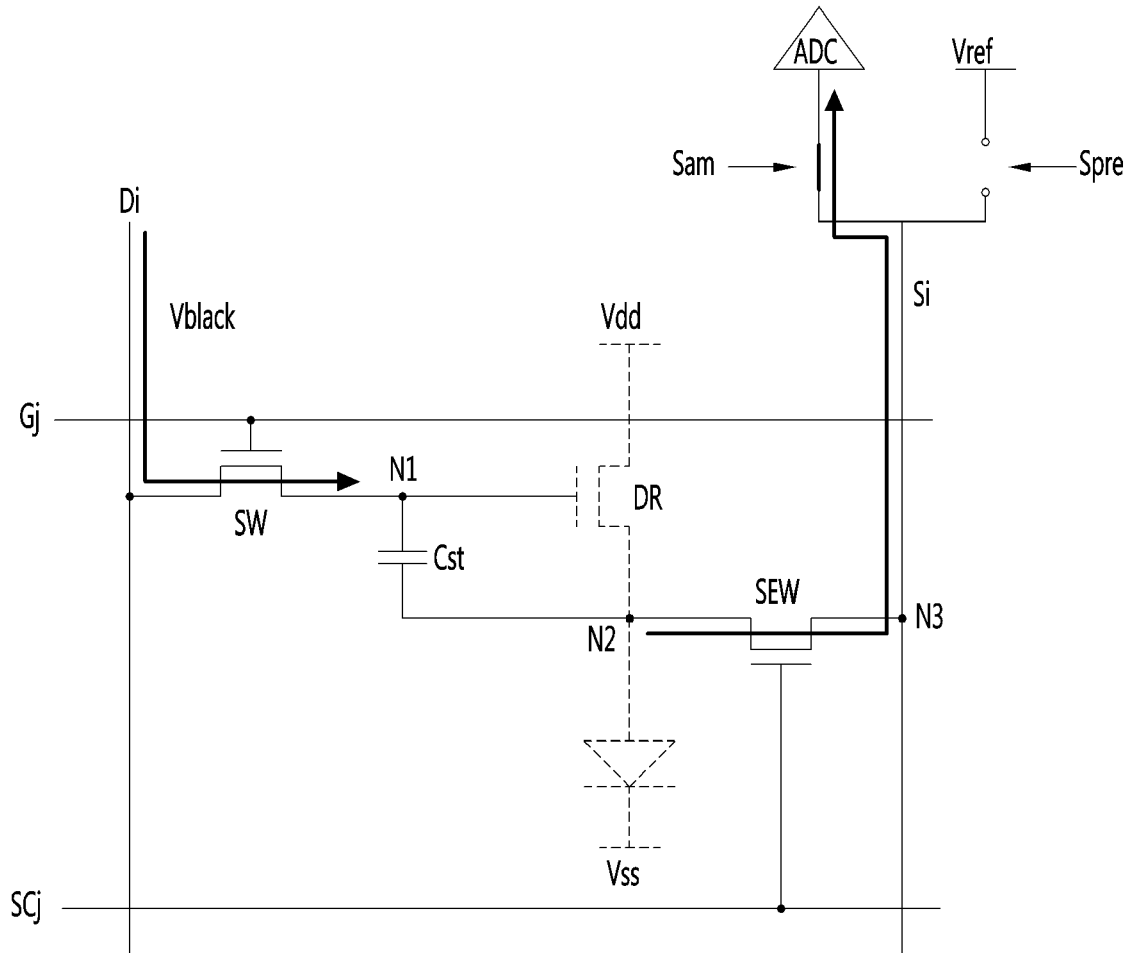 ADC
Vref
Sam
Spre
Di
Si
Vblack
Vdd
Gj
N1
DR
SW
Cst
SEW
N3
N2
Vss
SCj